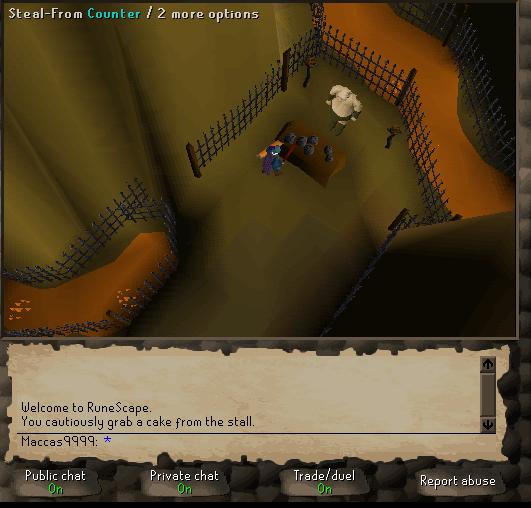 Steal-From Counter / 2 more options
Welcome to RuneScape.
You cautiously grab a cake from the stall.
Maccas9999: *
Public chat
On
Private chat
On
Trade/duel
On
Report abuse